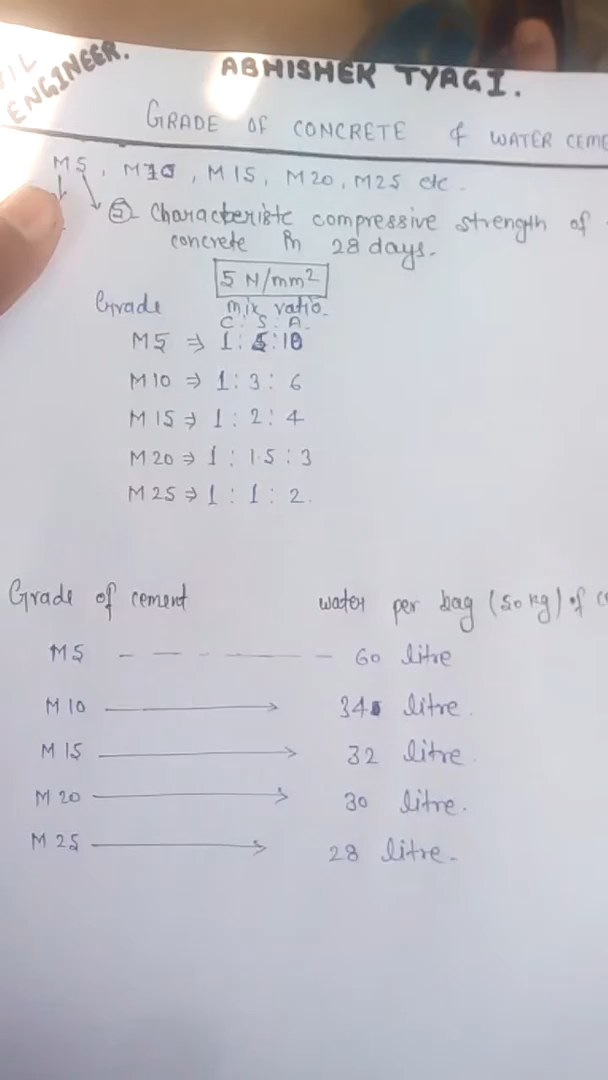 ENGINEER.
ABHISHEK TYAGI.
GRADE OF CONCRETE & WATER CEME
M5, M10, M15, M20, M25 etc.
5 Characteristc compressive strength of
concrete in 28 days.
5 N/mm²
Grade mix ratio.
C : S : A.
M5 ⇒ 1 : 5 : 10
M10 ⇒ 1 : 3 : 6
M15 ⇒ 1 : 2 : 4
M20 ⇒ 1 : 1.5 : 3
M25 ⇒ 1 : 1 : 2.
Grade of cement water per bag (50 kg) of ce
M5 - - - - - 60 litre
M10 → 34 litre.
M15 → 32 litre.
M20 → 30 litre.
M25 → 28 litre.